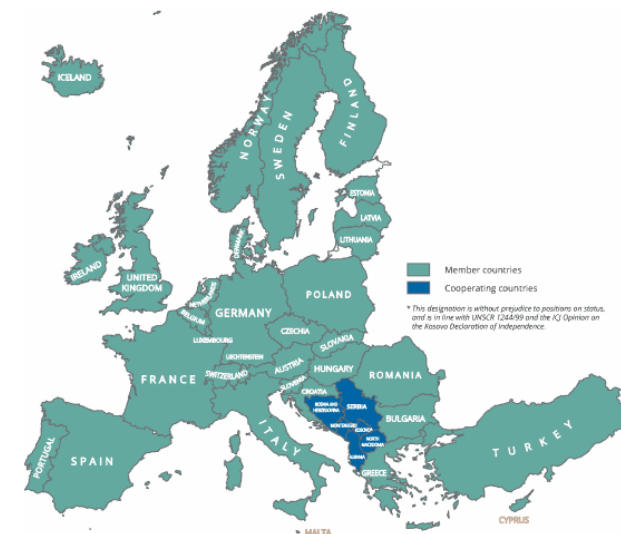 ICELAND
NORWAY
SWEDEN
FINLAND
ESTONIA
LATVIA
LITHUANIA
DENMARK
IRELAND
UNITED
KINGDOM
NETHERLANDS
BELGIUM
GERMANY
POLAND
LUXEMBOURG
CZECHIA
SLOVAKIA
LIECHTENSTEIN
FRANCE
SWITZERLAND
AUSTRIA
HUNGARY
ROMANIA
SLOVENIA
CROATIA
BOSNIA AND
HERZEGOVINA
SERBIA
MONTENEGRO
KOSOVO*
BULGARIA
NORTH
MACEDONIA
ALBANIA
ITALY
GREECE
TURKEY
PORTUGAL
SPAIN
CYPRUS
MALTA
Member countries
Cooperating countries
* This designation is without prejudice to positions on status,
and is in line with UNSCR 1244/99 and the ICJ Opinion on
the Kosovo Declaration of Independence.